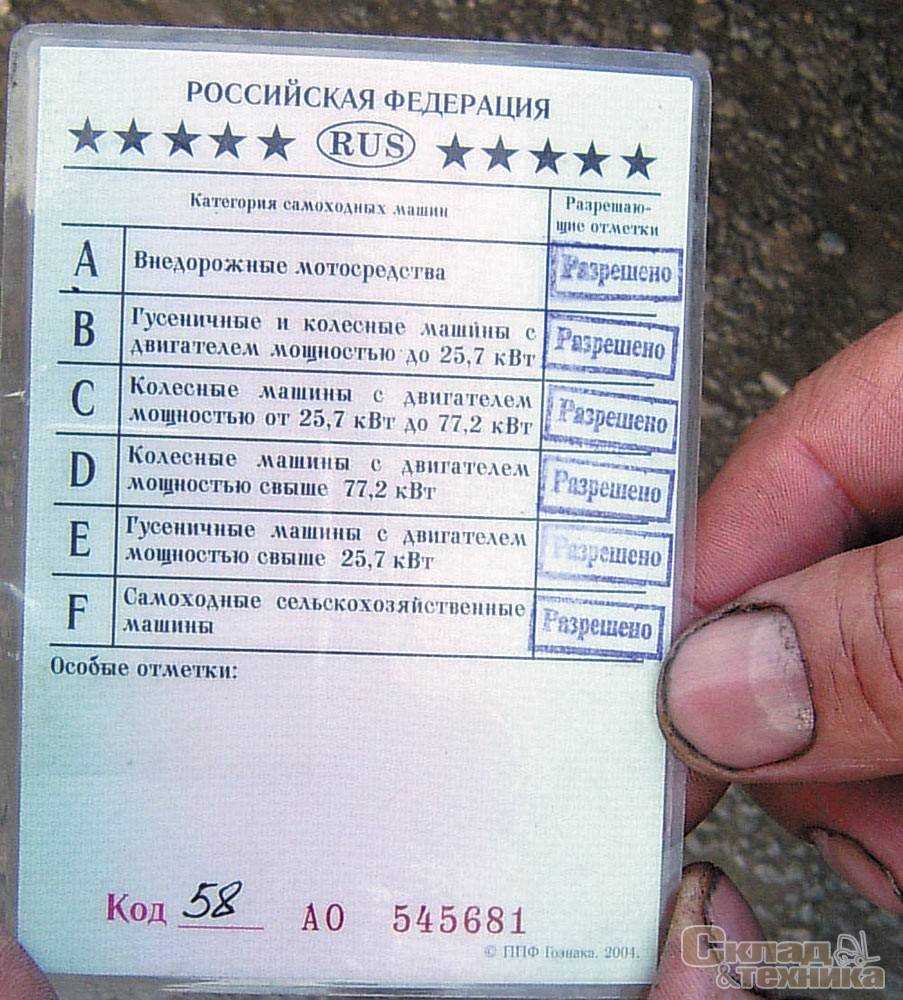 РОССИЙСКАЯ ФЕДЕРАЦИЯ
RUS
Категория самоходных машин
Разрешаю-
щие отметки
A
Внедорожные мотосредства
Разрешено
B
Гусеничные и колесные машины с
двигателем мощностью до 25,7 кВт
Разрешено
C
Колесные машины с двигателем
мощностью от 25,7 кВт до 77,2 кВт
Разрешено
D
Колесные машины с двигателем
мощностью свыше 77,2 кВт
Разрешено
E
Гусеничные машины с двигателем
мощностью свыше 25,7 кВт
Разрешено
F
Самоходные сельскохозяйственные
машины
Разрешено
Особые отметки:
Код 58 АО 545681
© ППФ Гознака. 2004.
Склад
&техника